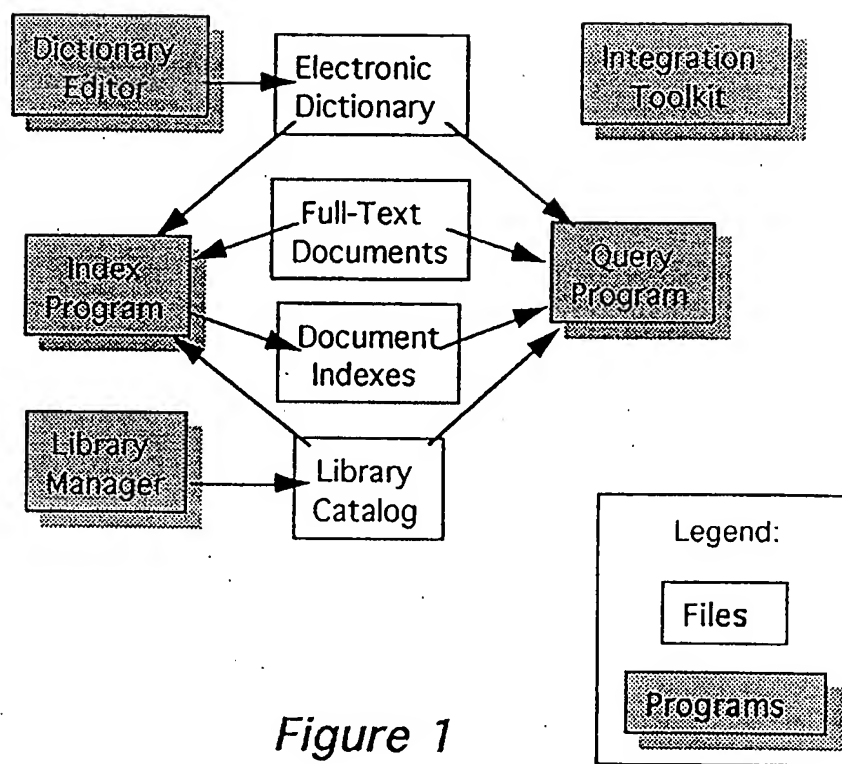 Dictionary
Editor
Electronic
Dictionary
Integration
Toolkit
Full-Text
Documents
Index
Program
Query
Program
Document
Indexes
Library
Manager
Library
Catalog
Legend:
Files
Programs
Figure 1